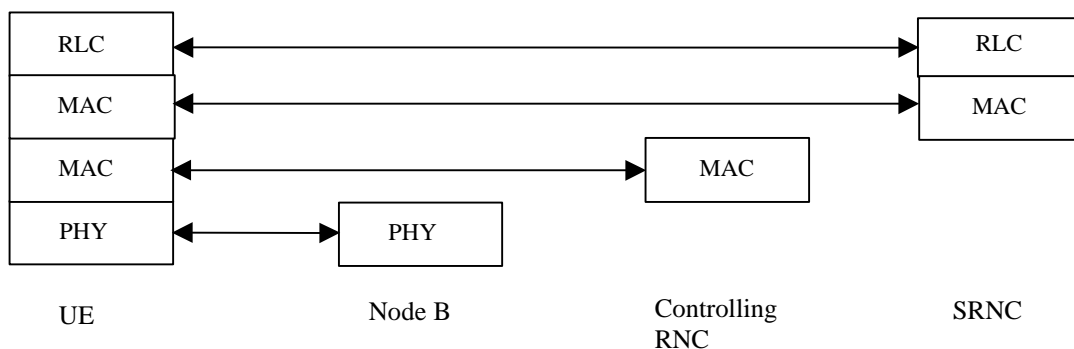 RLC
RLC
MAC
MAC
MAC
MAC
PHY
PHY
UE
Node B
Controlling
RNC
SRNC